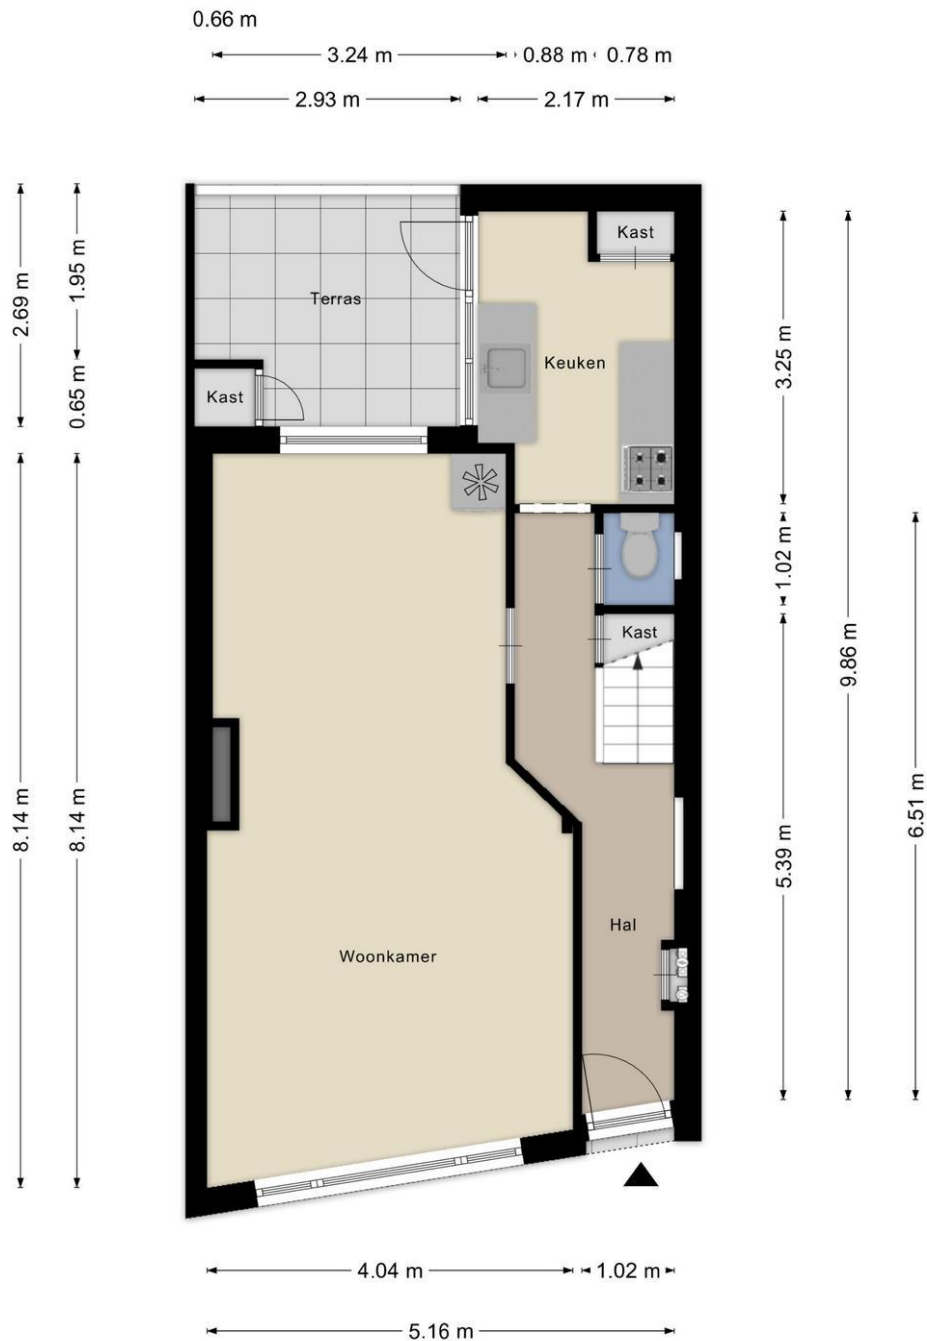 0.66 m
3.24 m 0.88 m 0.78 m
2.93 m 2.17 m
2.69 m
1.95 m
0.65 m
8.14 m
8.14 m
Kast
Terras
Keuken
Kast
Kast
Hal
Woonkamer
3.25 m
1.02 m
5.39 m
9.86 m
6.51 m
4.04 m 1.02 m
5.16 m